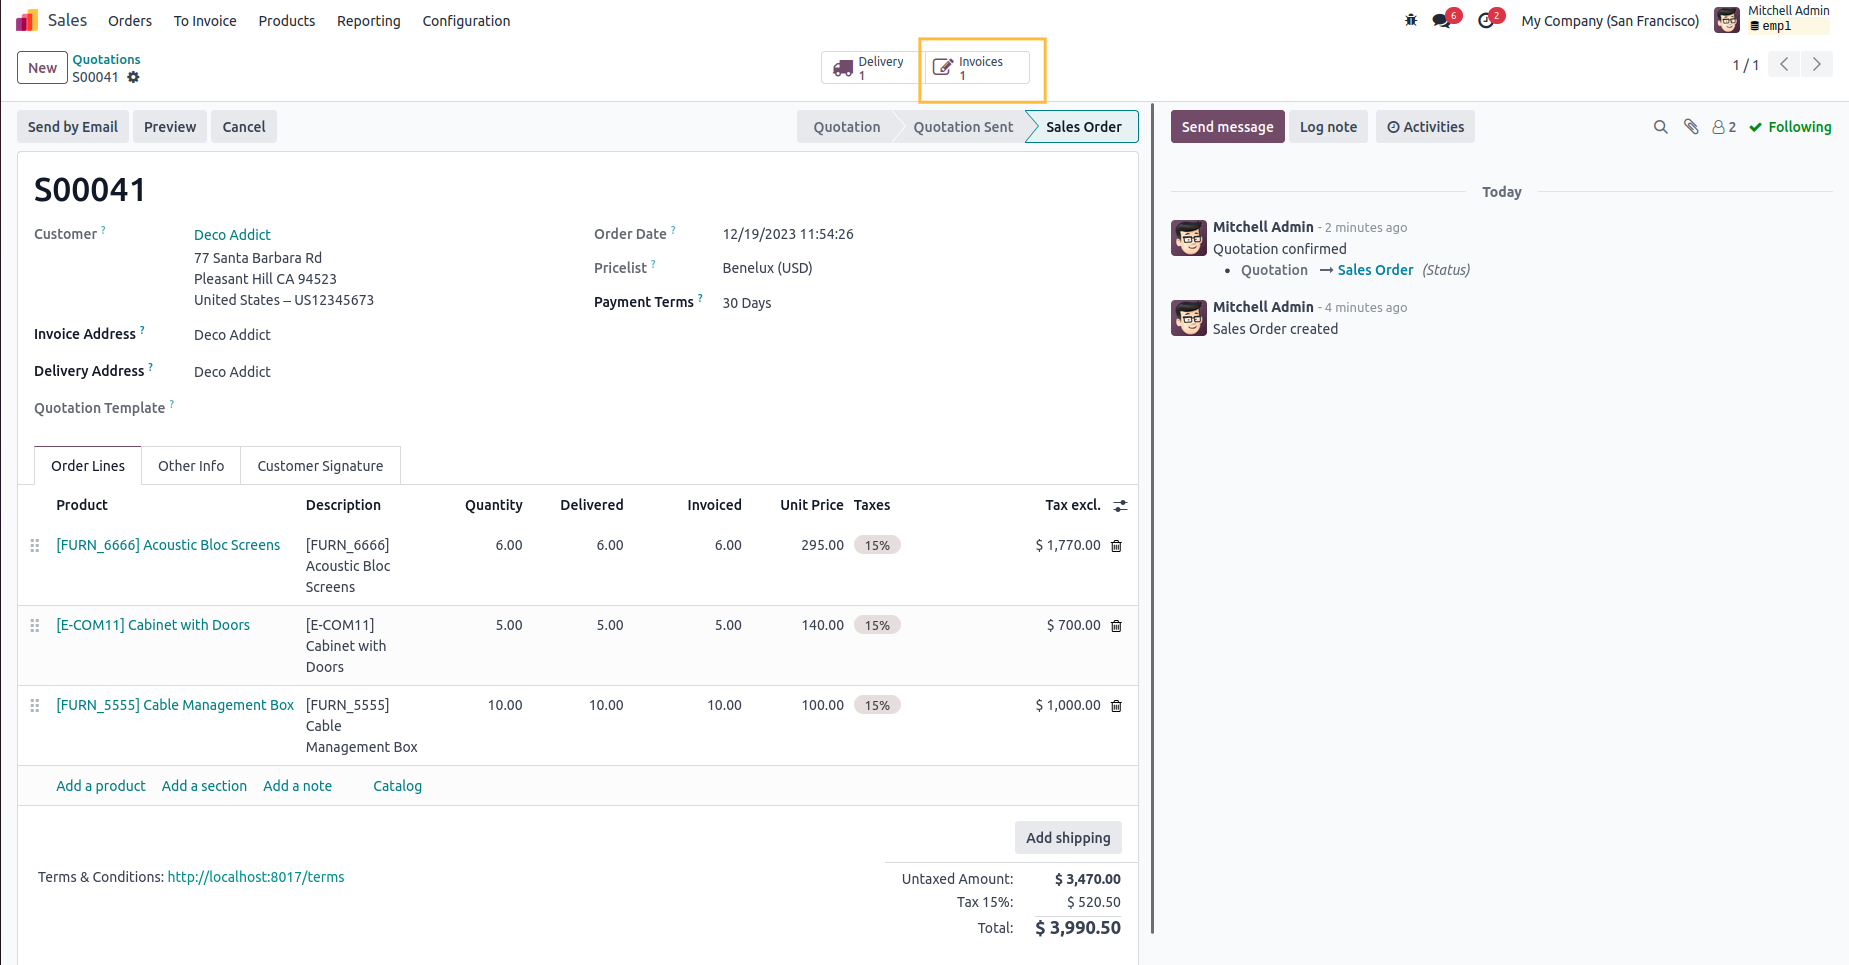 Sales Orders To Invoice Products Reporting Configuration 6 2 My Company (San Francisco) Mitchell Admin
empl
New Quotations
S00041
Delivery
1
Invoices
1
1 / 1
Send by Email Preview Cancel Quotation Quotation Sent Sales Order
Send message Log note Activities 2 Following
S00041
Customer ? Deco Addict
77 Santa Barbara Rd
Pleasant Hill CA 94523
United States – US12345673
Order Date ? 12/19/2023 11:54:26
Pricelist ? Benelux (USD)
Payment Terms ? 30 Days
Invoice Address ? Deco Addict
Delivery Address ? Deco Addict
Quotation Template ?
Order Lines Other Info Customer Signature
Product Description Quantity Delivered Invoiced Unit Price Taxes Tax excl.
[FURN_6666] Acoustic Bloc Screens [FURN_6666] 6.00 6.00 6.00 295.00 15% $ 1,770.00
Acoustic Bloc
Screens
[E-COM11] Cabinet with Doors [E-COM11] 5.00 5.00 5.00 140.00 15% $ 700.00
Cabinet with
Doors
[FURN_5555] Cable Management Box [FURN_5555] 10.00 10.00 10.00 100.00 15% $ 1,000.00
Cable
Management Box
Add a product Add a section Add a note Catalog
Add shipping
Terms & Conditions: http://localhost:8017/terms
Untaxed Amount: $ 3,470.00
Tax 15%: $ 520.50
Total: $ 3,990.50
Today
Mitchell Admin - 2 minutes ago
Quotation confirmed
• Quotation → Sales Order (Status)
Mitchell Admin - 4 minutes ago
Sales Order created